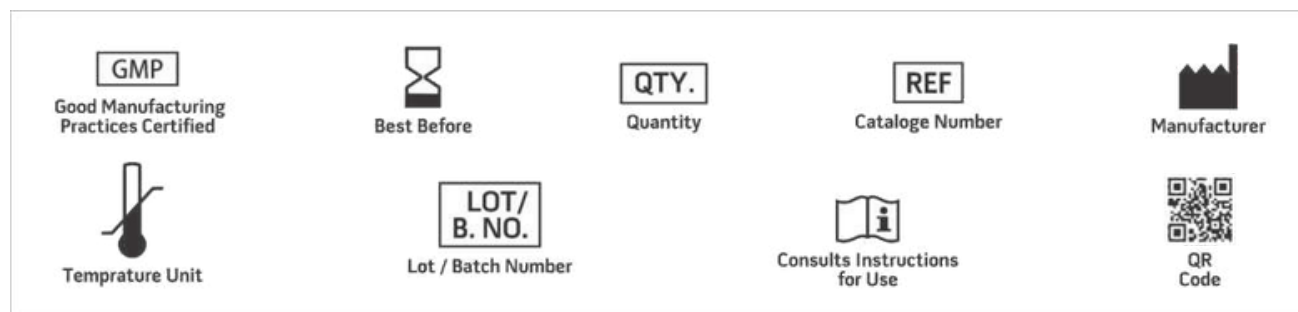 GMP
Good Manufacturing
Practices Certified
Best Before
QTY.
Quantity
REF
Cataloge Number
Manufacturer
Temprature Unit
LOT/
B. NO.
Lot / Batch Number
i
Consults Instructions
for Use
QR
Code